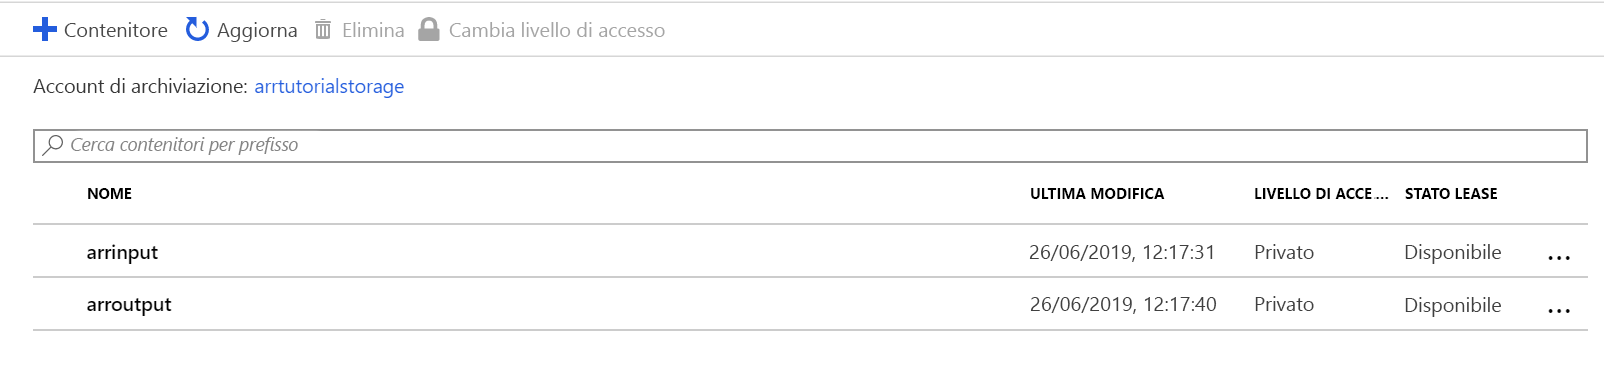 Contenitore Aggiorna Elimina Cambia livello di accesso
Account di archiviazione: arrtutorialstorage
Cerca contenitori per prefisso
NOME ULTIMA MODIFICA LIVELLO DI ACCE... STATO LEASE
arrinput 26/06/2019, 12:17:31 Privato Disponibile ...
arroutput 26/06/2019, 12:17:40 Privato Disponibile ...